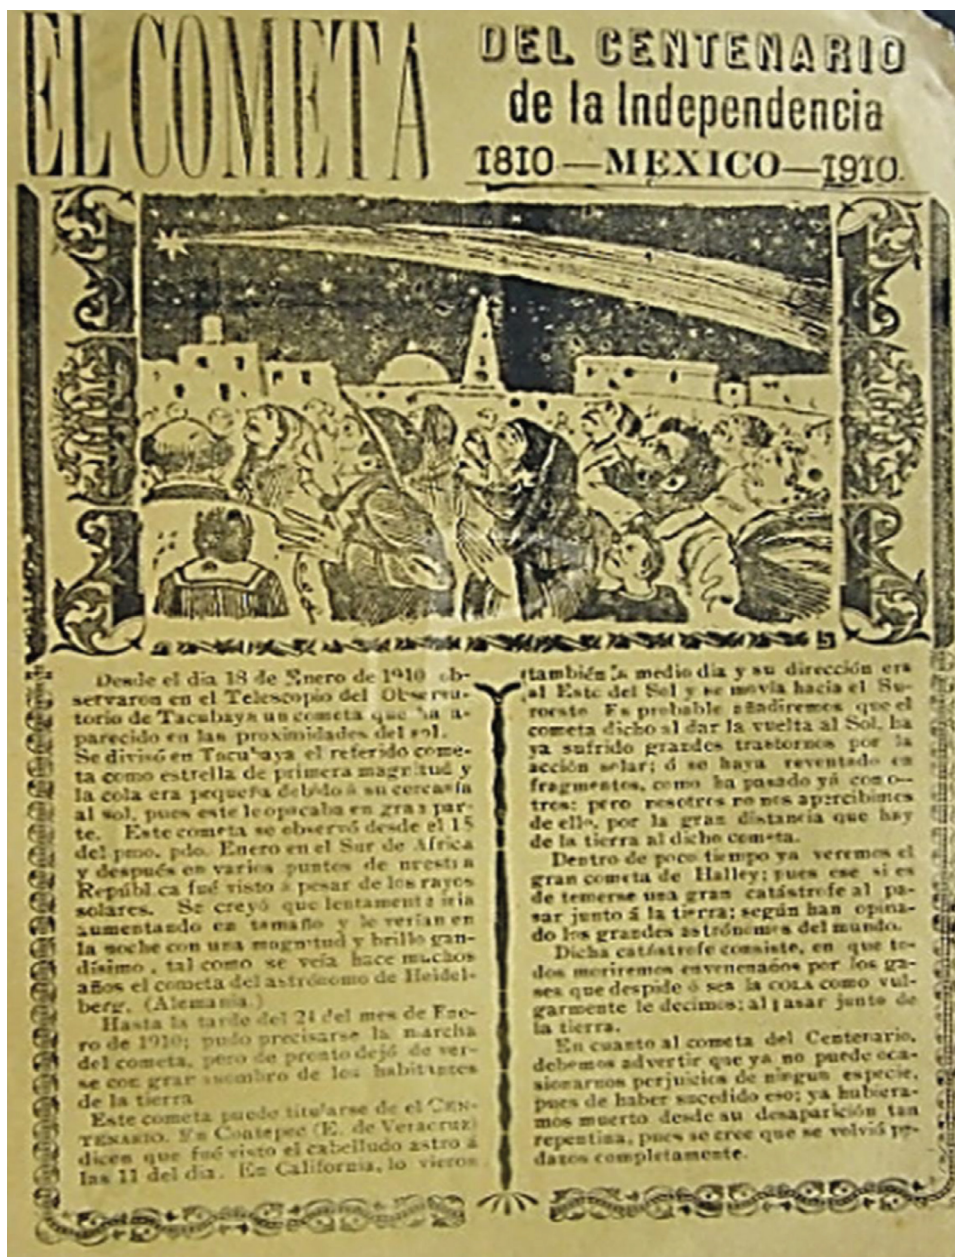 EL COMETA
DEL CENTENARIO
de la Independencia
1810—MEXICO—1910.
Desde el dia 18 de Enero de 1910 ob-
servaron en el Telescopio del Observa-
torio de Tacubaya un cometa que ha a-
parecido en las proximidades del sol.
Se divisó en Tacubaya el referido come-
ta como estrella de primera magnitud y
la cola era pequeña debido á su cercanía
al sol, pues este le opacaba en gran par-
te. Este cometa se observó desde el 15
del pmo. pdo. Enero en el Sur de Africa
y después en varios puntos de nuestra
República fué visto á pesar de los rayos
solares. Se creyó que lentamente iria
aumentando en tamaño y le verían en
la noche con una magnitud y brillo gan-
dísimo, tal como se veía hace muchos
años el cometa del astrónomo de Heidel-
berg. (Alemania.)
Hasta la tarde del 24 del mes de Ene-
ro de 1910; pudo precisarse la marcha
del cometa, pero de pronto dejó de ver-
se con gran asombro de los habitantes
de la tierra
Este cometa puede titularse de el CEN-
TENARIO. En Coatepec (E. de Veracruz)
dicen que fué visto el cabelludo astro á
las 11 del dia. En California, lo vieron
también á medio dia y su dirección era
al Este del Sol y se movía hacia el Su-
roeste. Es probable añadiremos que el
cometa dicho al dar la vuelta al Sol, ha
ya sufrido grandes trastornos por la
acción solar; ó se haya reventado en
fragmentos, como ha pasado yá con o-
tros: pero nosotros no nos apercibimos
de ello, por la gran distancia que hay
de la tierra al dicho cometa.
Dentro de poco tiempo ya veremos el
gran cometa de Halley; pues ese si es
de temerse una gran catástrofe al pa-
sar junto á la tierra; según han opina-
do los grandes astrónomos del mundo.
Dicha catástrofe consiste, en que to-
dos moriremos envenenados por los ga-
ses que despide ó sea la COLA como vul-
garmente le decimos; al pasar junto de
la tierra.
En cuanto al cometa del Centenario,
debemos advertir que ya no puede oca-
sionarnos perjuicios de ningun especie,
pues de haber sucedido eso; ya hubiera-
mos muerto desde su desaparición tan
repentina, pues se cree que se volvió pe-
dazos completamente.